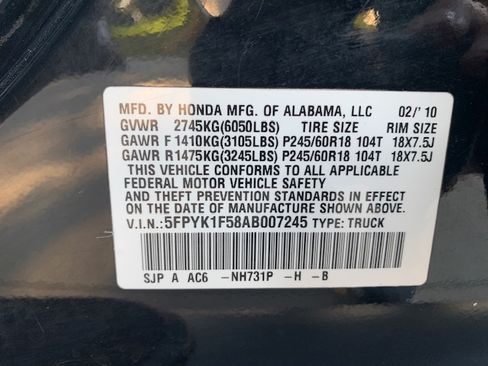 MFD. BY HONDA MFG. OF ALABAMA, LLC 02/'10
GVWR 2745KG(6050LBS) TIRE SIZE RIM SIZE
GAWR F 1410KG(3105LBS) P245/60R18 104T 18X7.5J
GAWR R1475KG(3245LBS) P245/60R18 104T 18X7.5J
THIS VEHICLE CONFORMS TO ALL APPLICABLE
FEDERAL MOTOR VEHICLE SAFETY
AND THEFT PREVENTION STANDARDS IN EFFECT ON
THE DATE OF MANUFACTURE SHOWN ABOVE.
V.I.N.:5FPYK1F58AB007245 TYPE: TRUCK
SJP A AC6 -NH731P -H -B